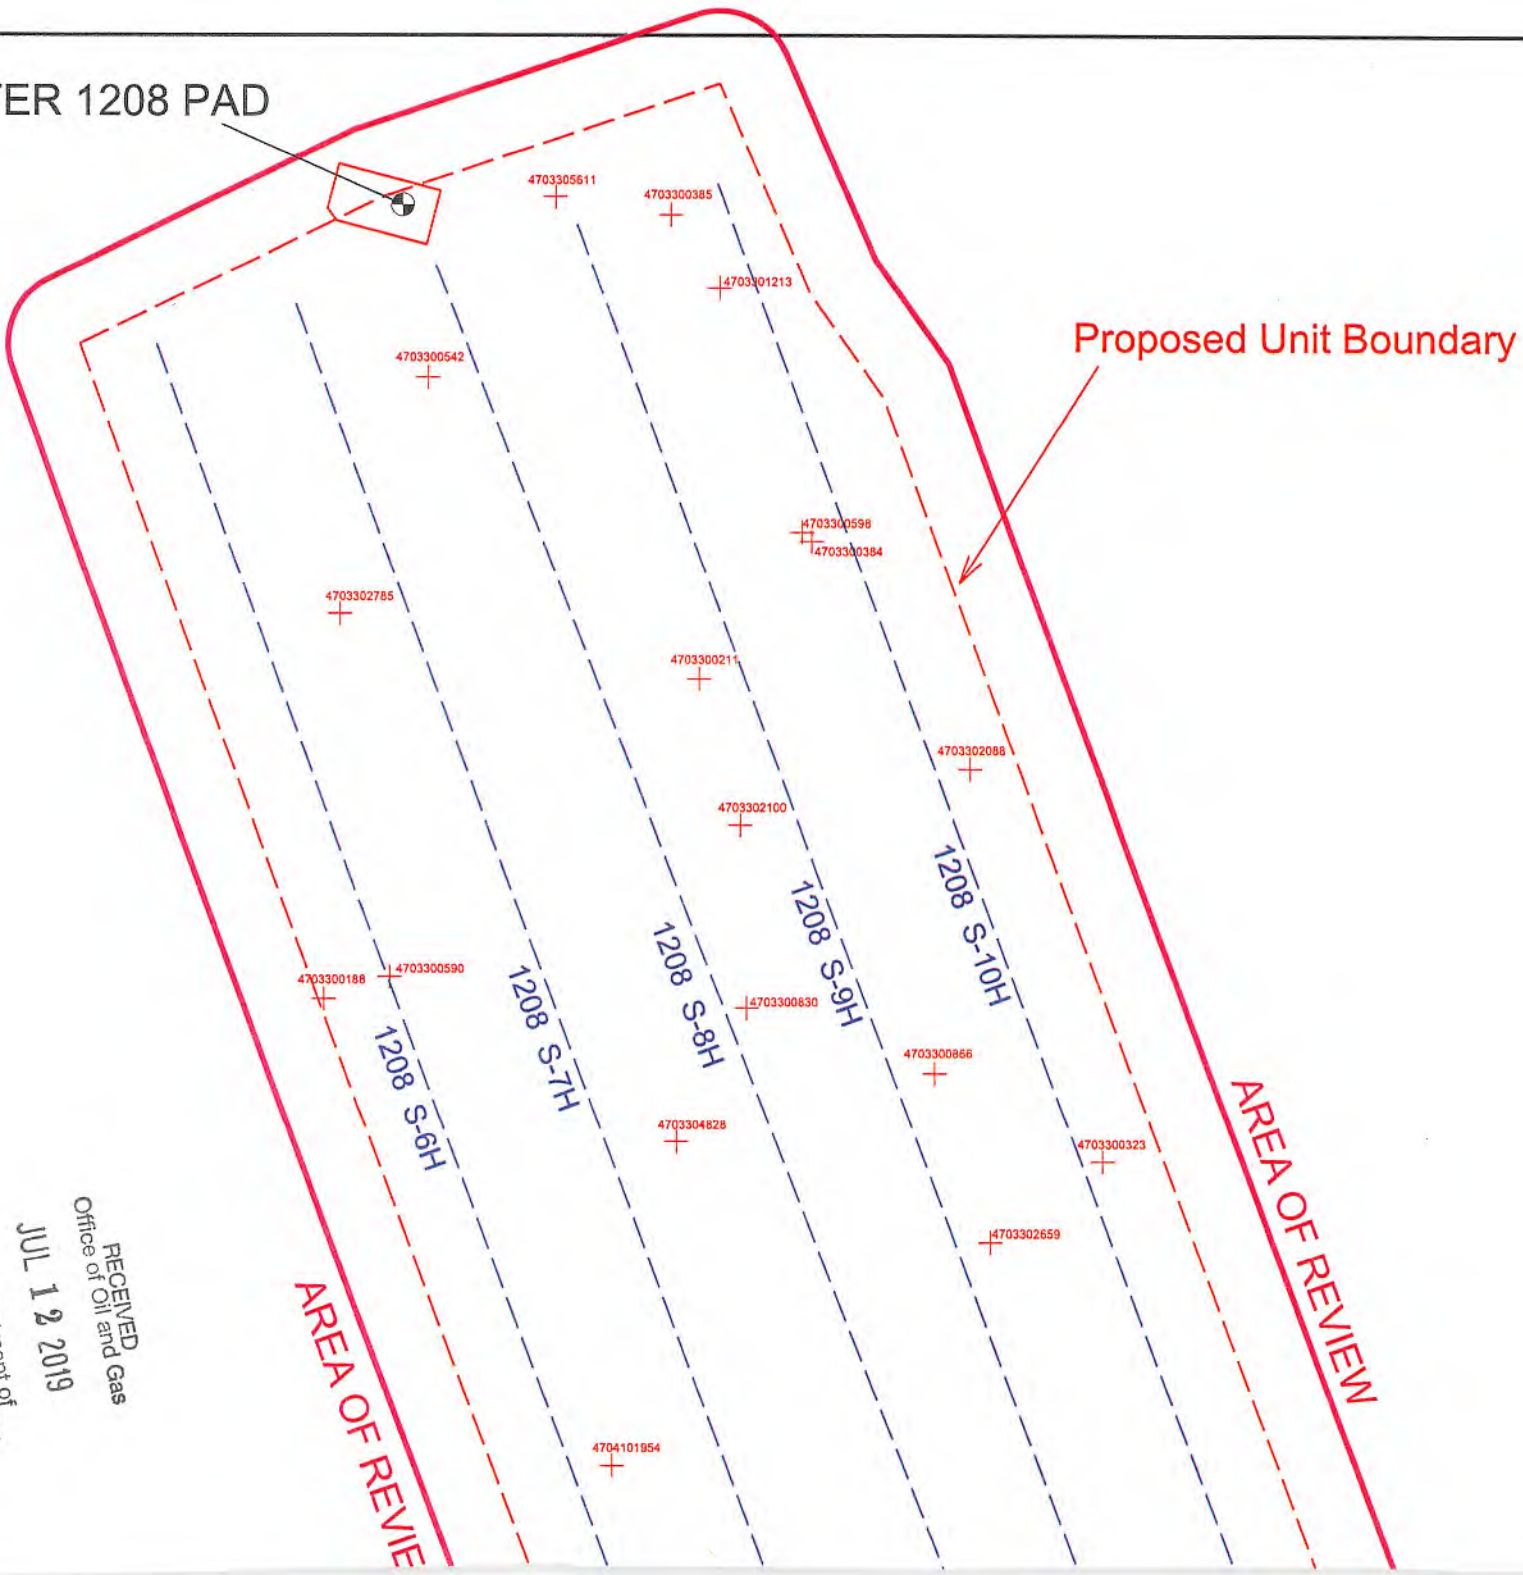 1208 PAD
4703305611
4703300385
4703301213
Proposed Unit Boundary
4703300542
4703300598
4703300384
4703302785
4703300211
4703302088
4703302100
1208 S-10H
1208 S-9H
1208 S-8H
1208 S-7H
4703300590
4703300188
4703300830
1208 S-6H
4703300866
4703304828
4703300323
AREA OF REVIEW
4703302659
RECEIVED
Office of Oil and Gas
JUL 12 2019
of
AREA OF
4704101954